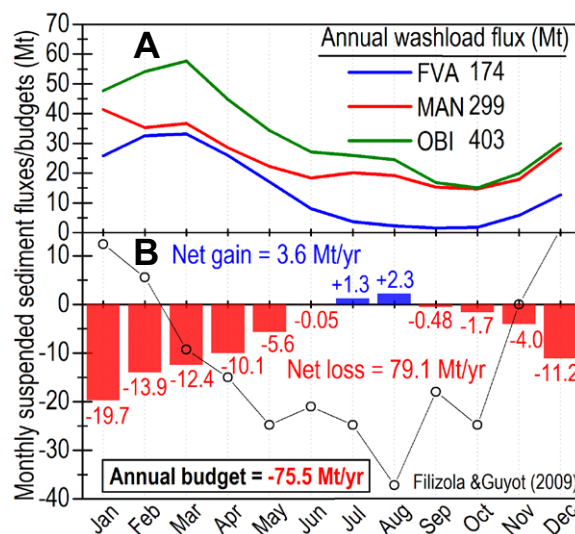 Monthly suspended sediment fluxes/budgets (Mt)
A
Annual washload flux (Mt)
FVA 174
MAN 299
OBI 403
70
60
50
40
30
20
10
0
B
Net gain = 3.6 Mt/yr
+1.3
+2.3
-0.05
-0.48
-1.7
-4.0
-5.6
-10.1
-12.4
-13.9
-19.7
-11.2
Net loss = 79.1 Mt/yr
10
0
-10
-20
-30
-40
Annual budget = -75.5 Mt/yr
Filizola &Guyot (2009)
Jan Feb Mar Apr May Jun Jul Aug Sep Oct Nov Dec